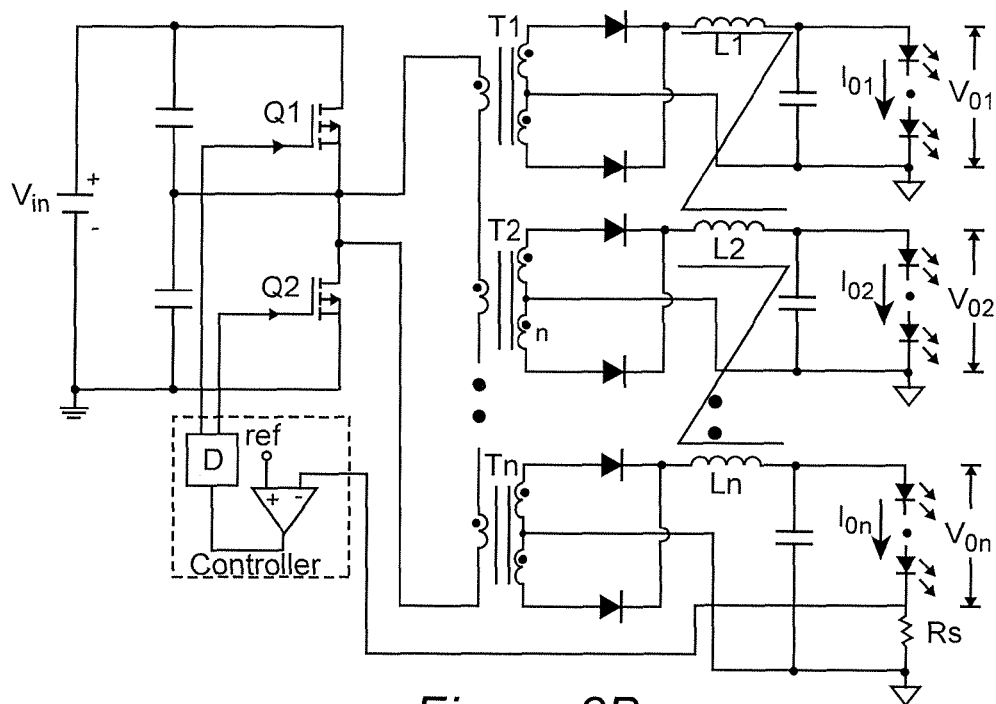 T1
L1
Q1
I01
V01
Vin
+
-
T2
L2
Q2
I02
V02
n
ref
D
+ -
Tn
Ln
I0n
V0n
Controller
Rs